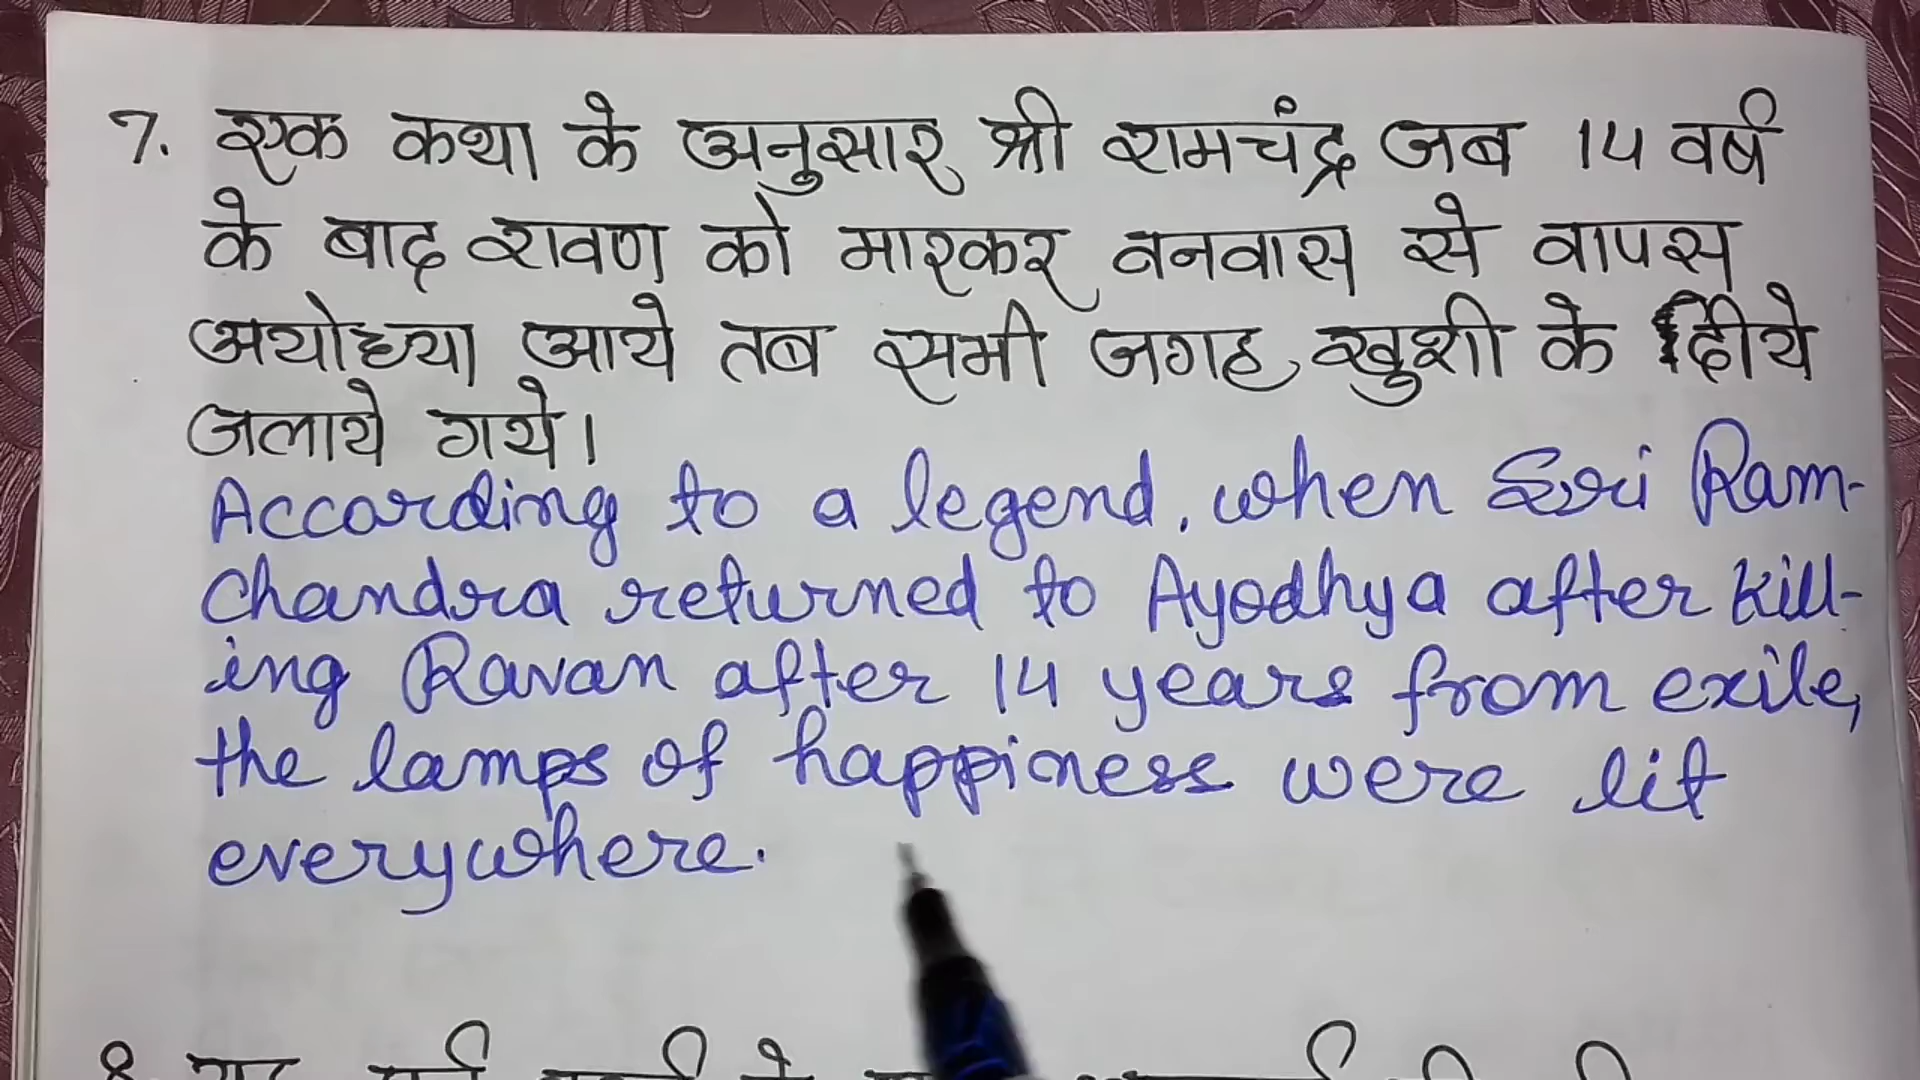 7. एक कथा के अनुसार श्री रामचंद्र जब 14 वर्ष
के बाद रावण को मारकर वनवास से वापस
अयोध्या आये तब सभी जगह खुशी के दीये
जलाये गये।
According to a legend, when Sri Ram-
chandra returned to Ayodhya after kill-
ing Ravan after 14 years from exile,
the lamps of happiness were lit
everywhere.
8.